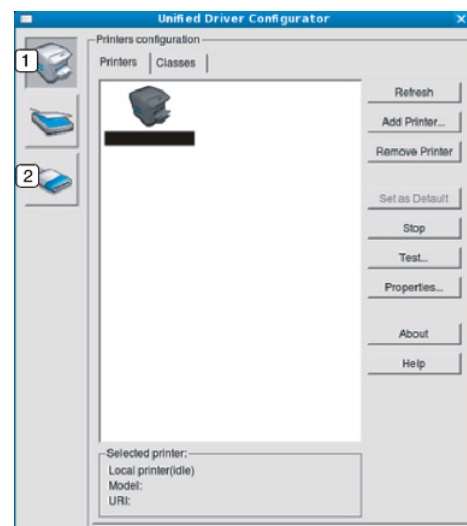 Unified Driver Configurator
1
2
Printers configuration
Printers
Classes
Refresh
Add Printer...
Remove Printer
Set as Default
Stop
Test...
Properties...
About
Help
Selected printer:
Local printer(idle)
Model:
URI: